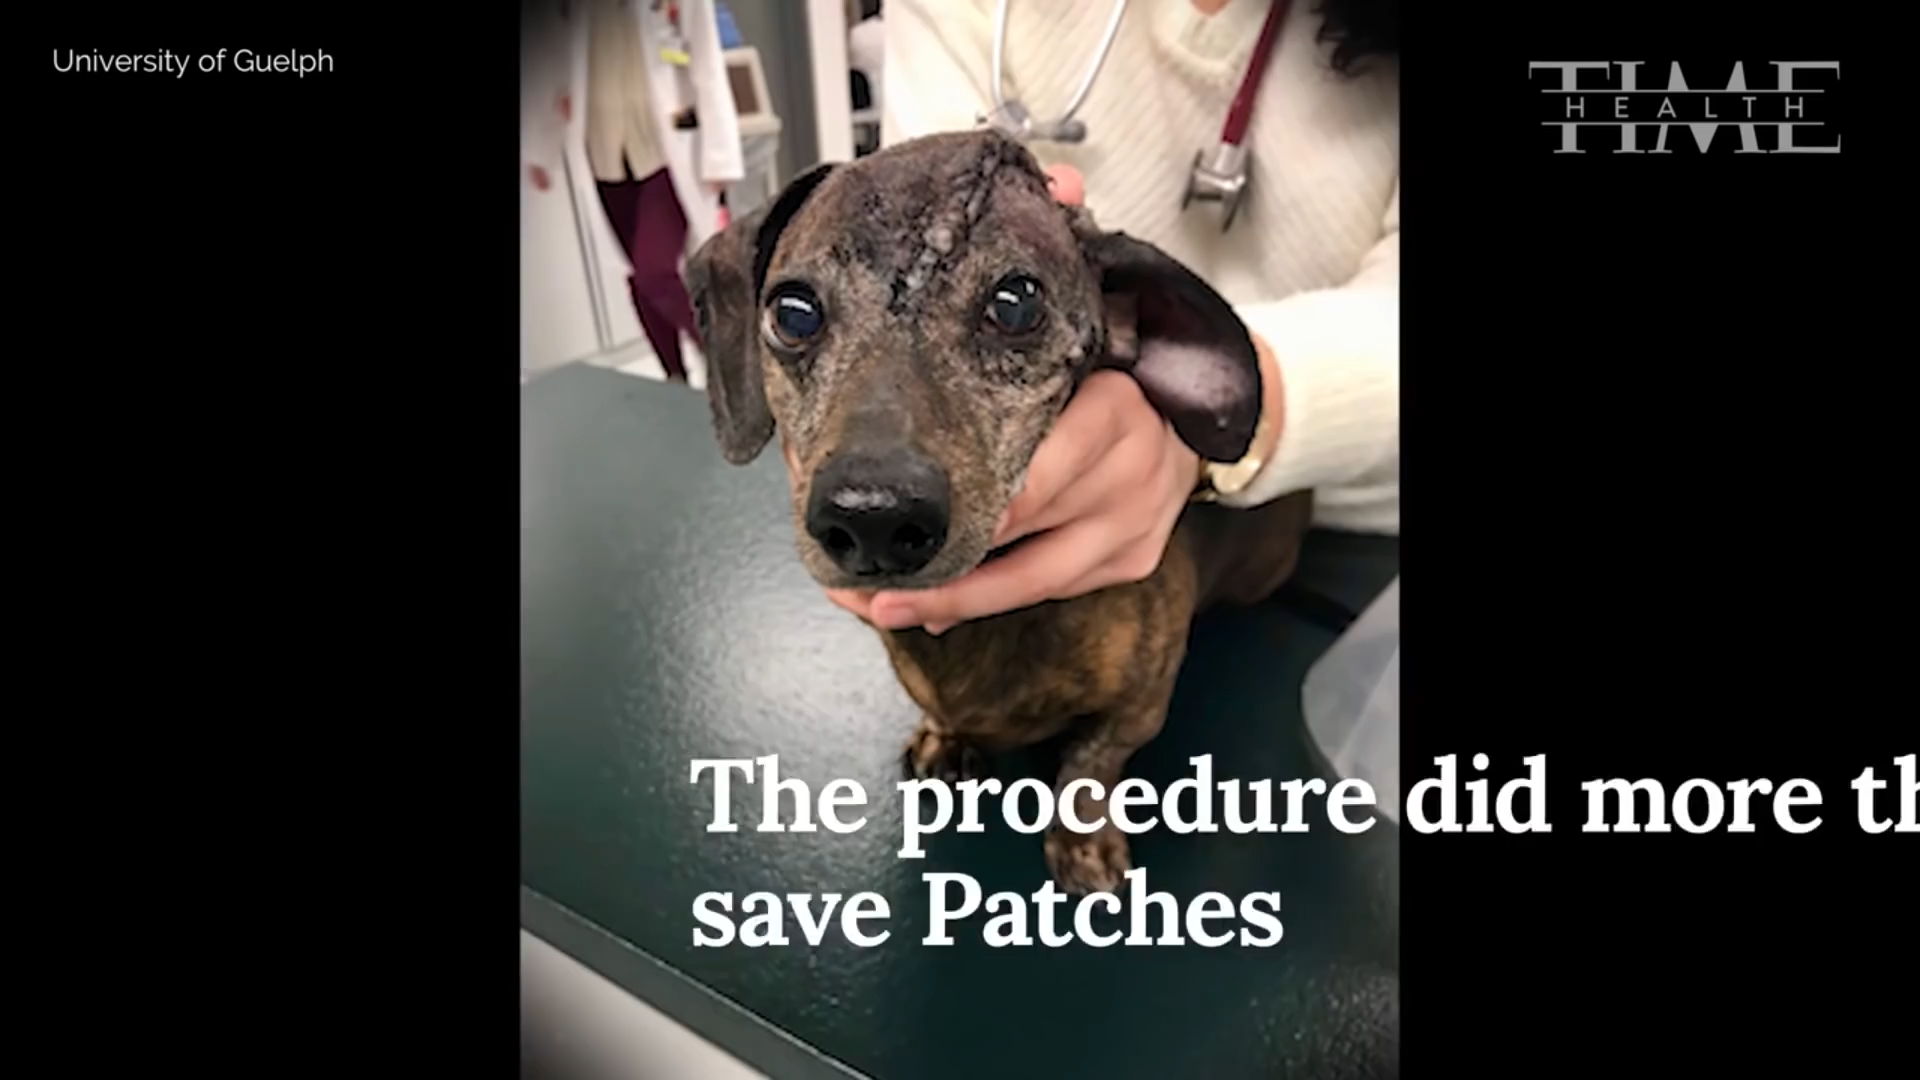 University of Guelph
TIME
HEALTH
The procedure did more th
save Patches